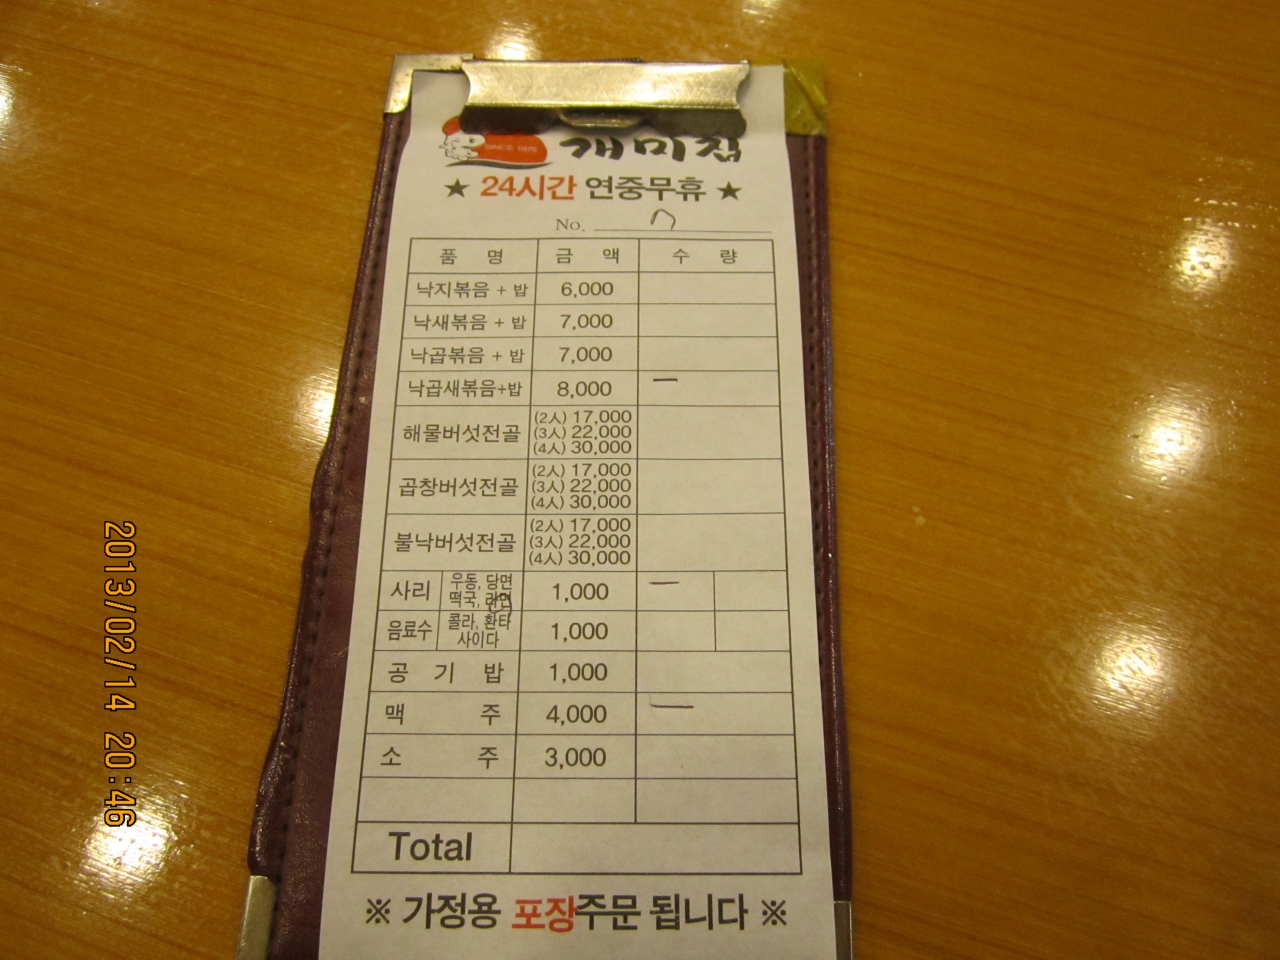 SINCE 1975 개미집
★ 24시간 연중무휴 ★
No. 7
품 명 금 액 수 량
낙지볶음 + 밥 6,000
낙새볶음 + 밥 7,000
낙곱볶음 + 밥 7,000
낙곱새볶음+밥 8,000 一
해물버섯전골 (2人) 17,000
(3人) 22,000
(4人) 30,000
곱창버섯전골 (2人) 17,000
(3人) 22,000
(4人) 30,000
불낙버섯전골 (2人) 17,000
(3人) 22,000
(4人) 30,000
사리 우동, 당면 1,000 一
떡국, 라면
음료수 콜라, 환타 1,000
사이다
공 기 밥 1,000
맥 주 4,000 一
소 주 3,000
Total
※ 가정용 포장주문 됩니다 ※
2013/02/14 20:46